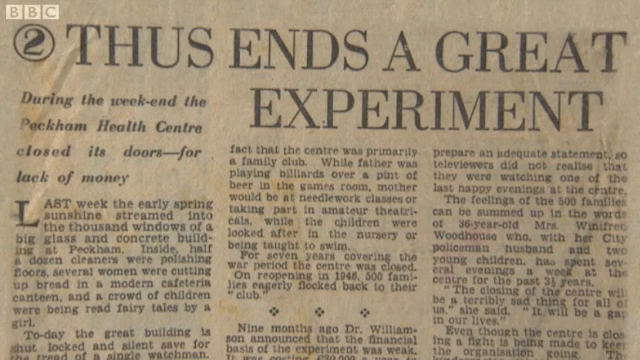 BBC
② THUS ENDS A GREAT
EXPERIMENT
During the week-end the
Peckham Health Centre
closed its doors—for
lack of money
LAST week the early spring
sunshine streamed into
the thousand windows of a
big glass and concrete build-
ing at Peckham. Inside, half
a dozen cleaners were polishing
floors, several women were cutting
up bread in a modern cafeteria
canteen, and a crowd of children
were being read fairy tales by a
girl.
To-day the great building is
shut locked and silent save for
the tread of a single watchman.
fact that the centre was primarily
a family club. While father was
playing billiards over a pint of
beer in the games room, mother
would be at needlework classes or
taking part in amateur theatri-
cals, while the children were
looked after in the nursery or
being taught to swim.
For seven years covering the
war period the centre was closed.
On reopening in 1946, 500 fami-
lies eagerly flocked back to their
"club."
Nine months ago Dr. William-
son announced that the financial
basis of the experiment was weak.
It was costing
prepare an adequate statement, so
televiewers did not realise that
they were watching one of the
last happy evenings at the centre.
The feelings of the 500 families
can be summed up in the words
of 36-year-old Mrs. Winifred
Woodhouse who, with her City
policeman husband and two
young children, has spent sev-
eral evenings a week at the
centre for the past 3½ years.
"The closing of the centre will
be a terribly sad thing for all of
us," she said. "It will be a gap
in our lives."
Even though the centre is clos-
ing a fight is being made to keep
the organisation going. The